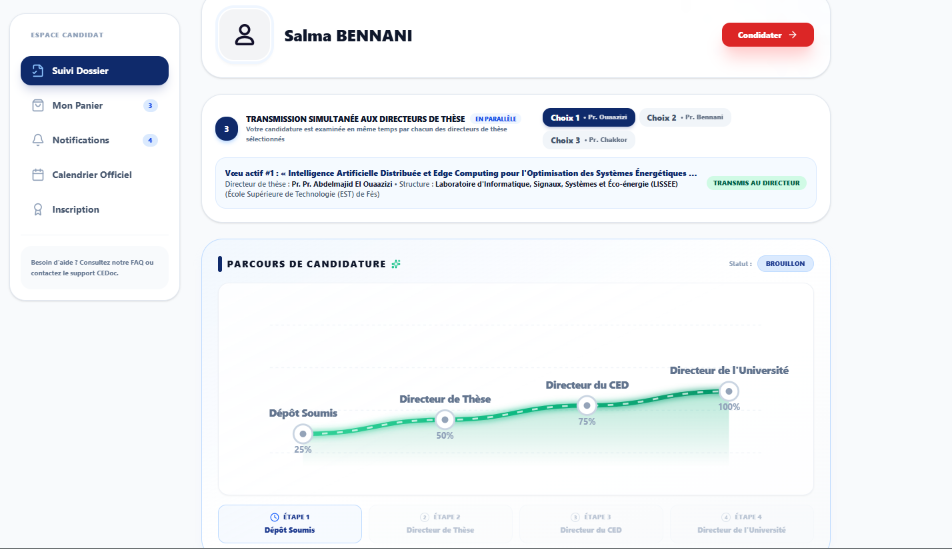 ESPACE CANDIDAT
Suivi Dossier
Mon Panier 3
Notifications 4
Calendrier Officiel
Inscription
Besoin d'aide ? Consultez notre FAQ ou
contactez le support CEDoc.
Salma BENNANI
Candidater →
3
TRANSMISSION SIMULTANÉE AUX DIRECTEURS DE THÈSE EN PARALLÈLE
Votre candidature est examinée en même temps par chacun des directeurs de thèse
sélectionnés
Choix 1 • Pr. Ouaazizi
Choix 2 • Pr. Bennani
Choix 3 • Pr. Chakkor
Vœu actif #1 : « Intelligence Artificielle Distribuée et Edge Computing pour l'Optimisation des Systèmes Énergétiques ...
Directeur de thèse : Pr. Pr. Abdelmajid El Ouaazizi • Structure : Laboratoire d'Informatique, Signaux, Systèmes et Éco-énergie (LISSEE)
(École Supérieure de Technologie (EST) de Fès)
TRANSMIS AU DIRECTEUR
PARCOURS DE CANDIDATURE
Statut : BROUILLON
Dépôt Soumis
25%
Directeur de Thèse
50%
Directeur du CED
75%
Directeur de l'Université
100%
ÉTAPE 1
Dépôt Soumis
2 ÉTAPE 2
Directeur de Thèse
3 ÉTAPE 3
Directeur du CED
4 ÉTAPE 4
Directeur de l'Université